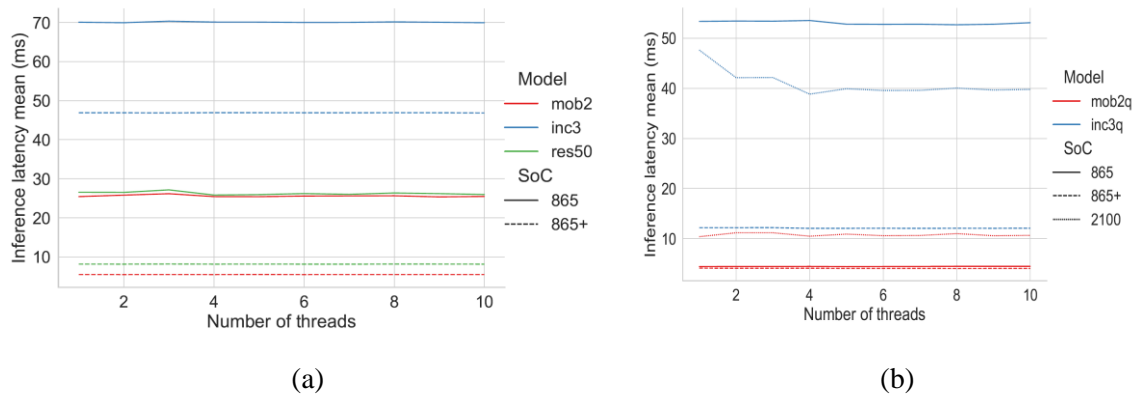 70
60
50
40
30
20
10
Inference latency mean (ms)
2
4
6
8
10
Number of threads
Model
mob2
inc3
res50
SoC
865
865+
(a)
50
40
30
20
10
Inference latency mean (ms)
2
4
6
8
10
Number of threads
Model
mob2q
inc3q
SoC
865
865+
2100
(b)